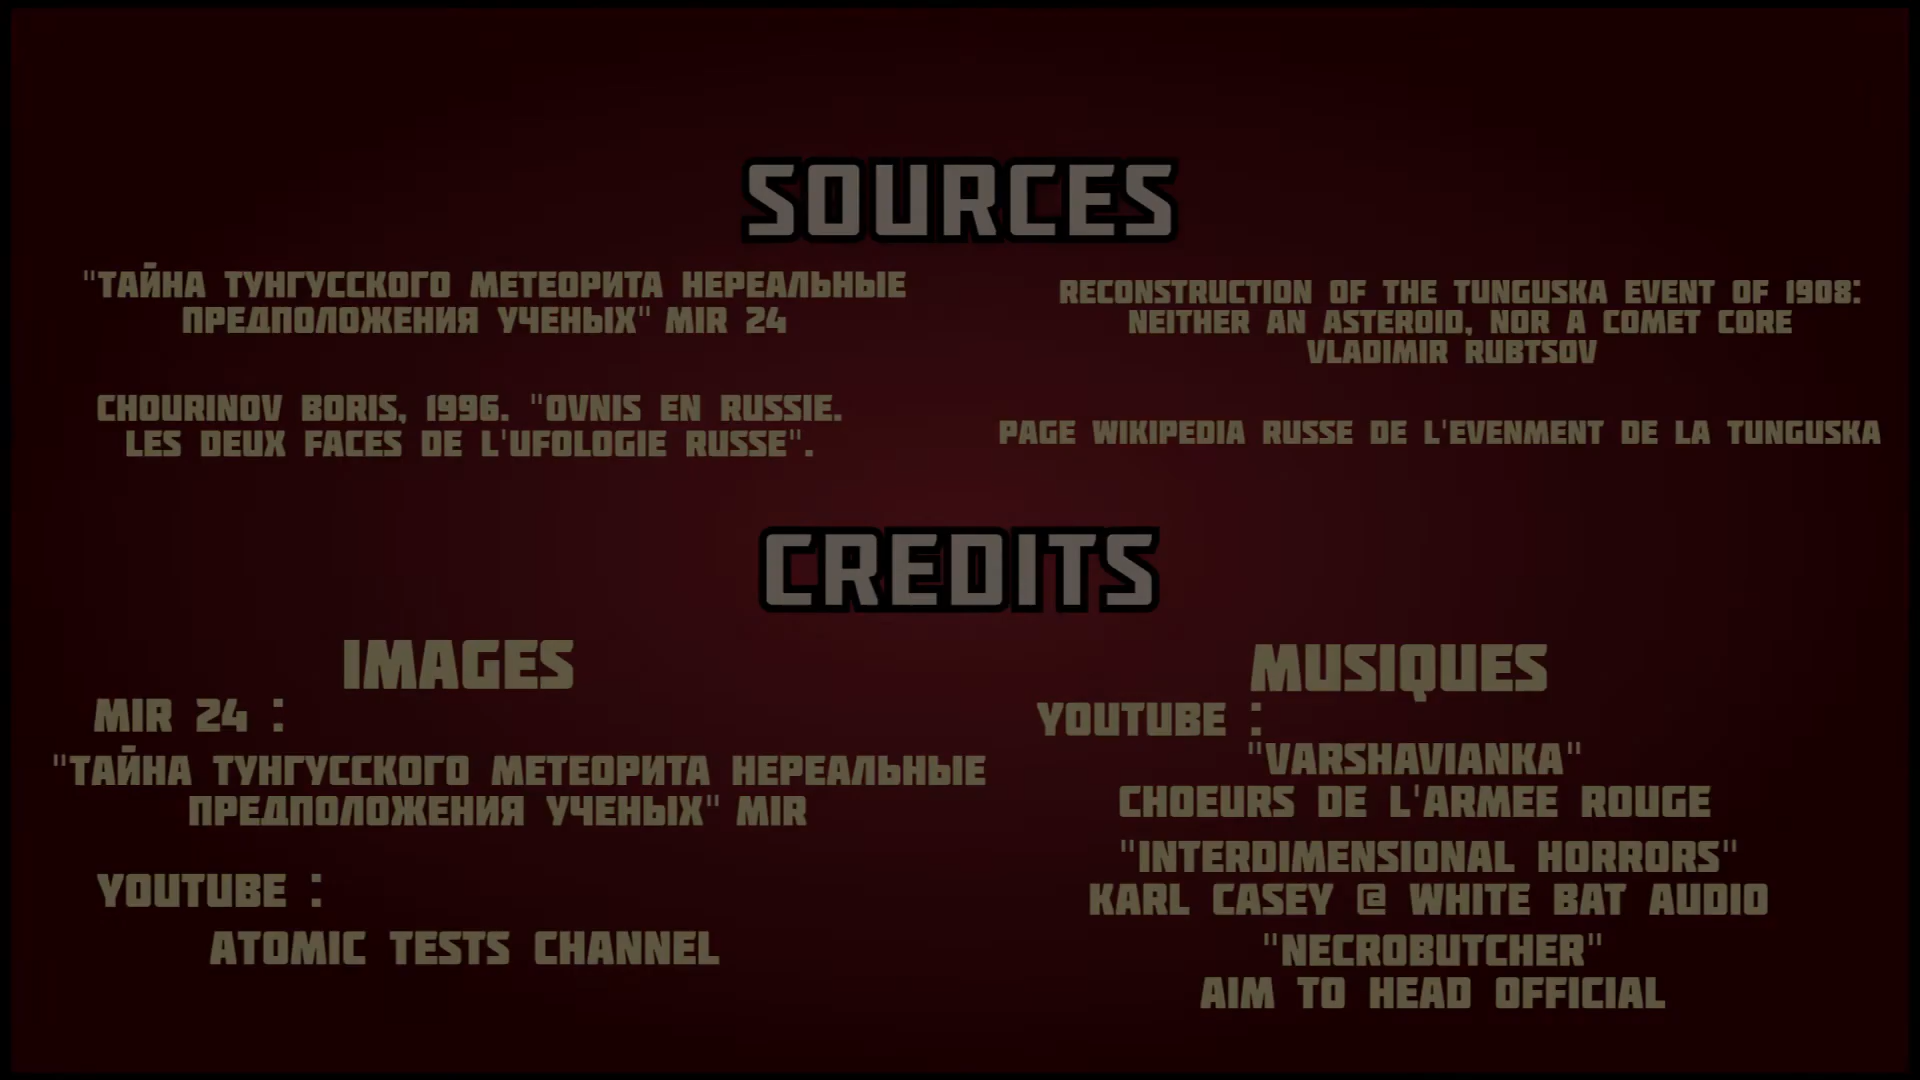 SOURCES
"ТАЙНА ТУНГУССКОГО МЕТЕОРИТА НЕРЕАЛЬНЫЕ
ПРЕДПОЛОЖЕНИЯ УЧЕНЫХ" MIR 24
CHOURINOV BORIS, 1996. "OVNIS EN RUSSIE.
LES DEUX FACES DE L'UFOLOGIE RUSSE".
RECONSTRUCTION OF THE TUNGUSKA EVENT OF 1908:
NEITHER AN ASTEROID, NOR A COMET CORE
VLADIMIR RUBTSOV
PAGE WIKIPEDIA RUSSE DE L'EVENMENT DE LA TUNGUSKA
CREDITS
IMAGES
MIR 24 :
"ТАЙНА ТУНГУССКОГО МЕТЕОРИТА НЕРЕАЛЬНЫЕ
ПРЕДПОЛОЖЕНИЯ УЧЕНЫХ" MIR
YOUTUBE :
ATOMIC TESTS CHANNEL
MUSIQUES
YOUTUBE :
"VARSHAVIANKA"
CHOEURS DE L'ARMEE ROUGE
"INTERDIMENSIONAL HORRORS"
KARL CASEY @ WHITE BAT AUDIO
"NECROBUTCHER"
AIM TO HEAD OFFICIAL